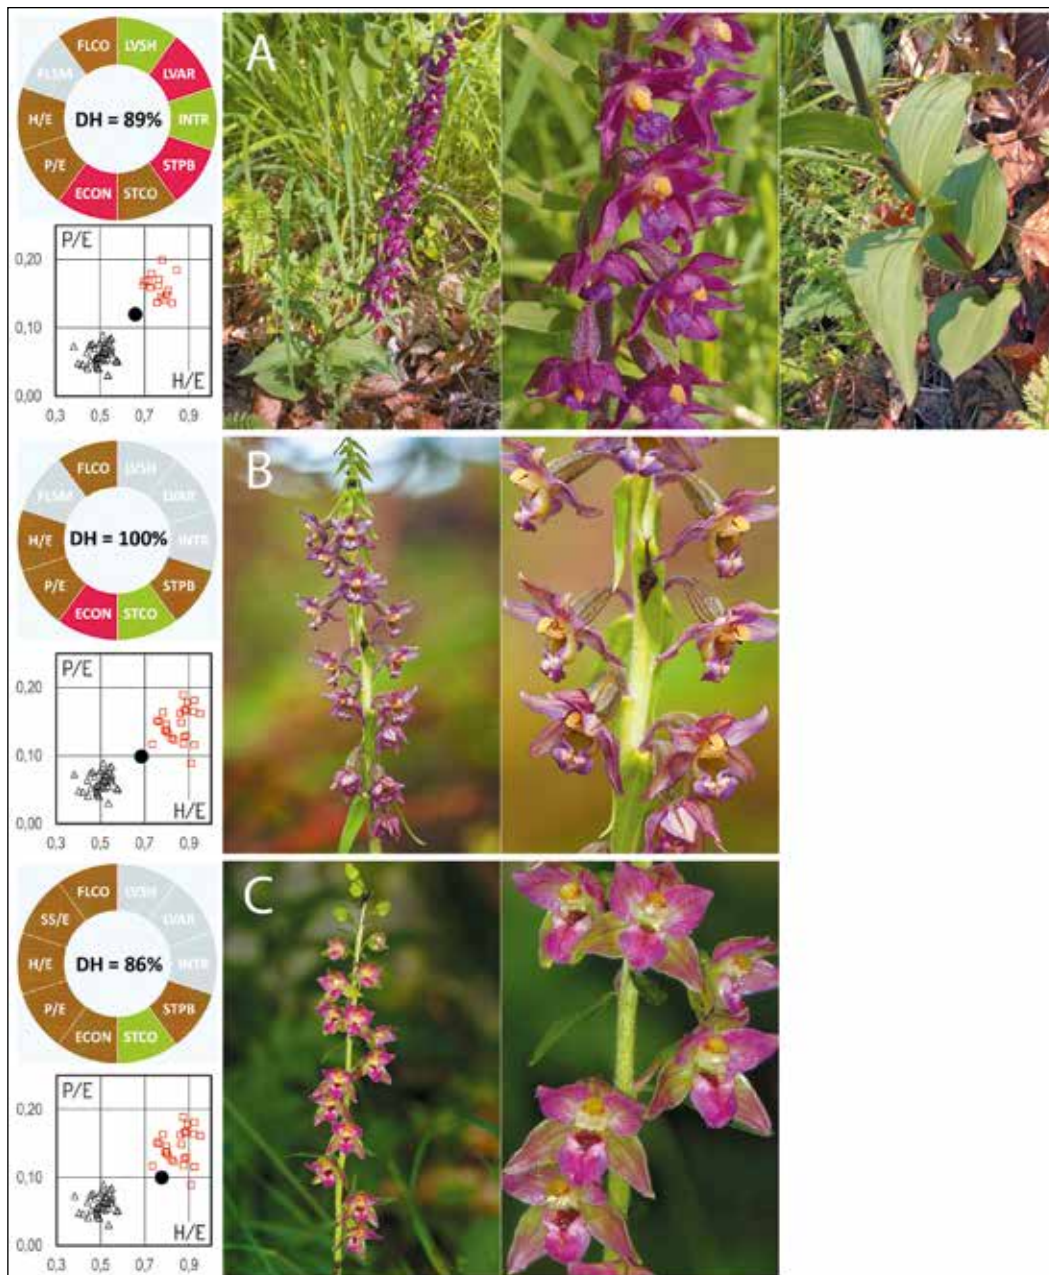 FLCO LVSH
FLSM LVAR
H/E DH = 89% INTR
P/E STPB
ECON STCO
A
P/E
0,20
0,10
0,00
H/E
0,3 0,5 0,7 0,9
FLCO LVSH
FLSM LVAR
H/E DH = 100% INTR
P/E STPB
ECON STCO
B
P/E
0,20
0,10
0,00
H/E
0,3 0,5 0,7 0,9
FLCO LVSH
SS/E LVAR
H/E DH = 86% INTR
P/E STPB
ECON STCO
C
P/E
0,20
0,10
0,00
H/E
0,3 0,5 0,7 0,9